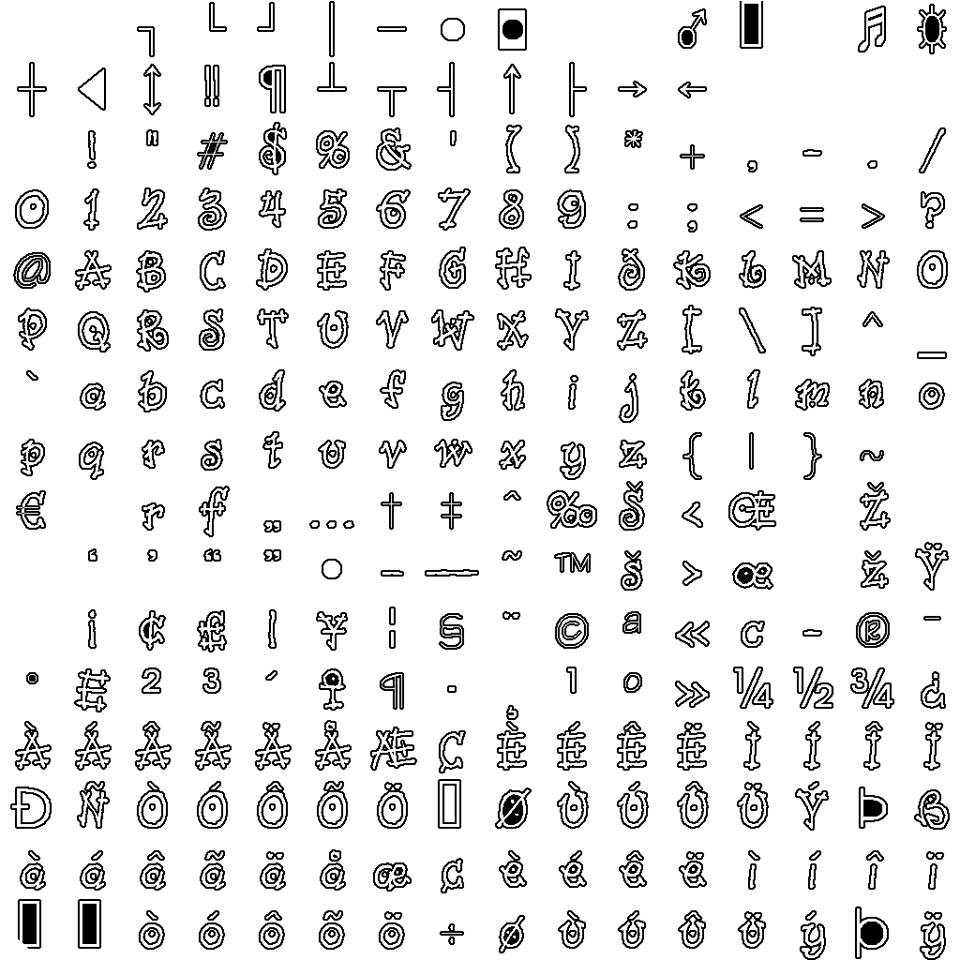 ┐ └ ┘ │ ─ ○ ◘ ♂ ▯ ♫ ☼
┼ ◄ ↕ ‼ ¶ ┴ ┬ ┤ ↑ ├ → ←
! " # $ % & ' ( ) * + , - . /
0 1 2 3 4 5 6 7 8 9 : ; < = > ?
@ A B C D E F G H I J K L M N O
P Q R S T U V W X Y Z [ \ ] ^ _
` a b c d e f g h i j k l m n o
p q r s t u v w x y z { | } ~
€ r ƒ „ … † ‡ ˆ ‰ Š ‹ Œ Ž
‘ ’ “ ” ○ – — ˜ ™ š › œ ž Ÿ
¡ ¢ £ | ¥ ¦ § ¨ © ª « c - ® ¯
• ² ³ ´ ¶ · ¸ ¹ º » ¼ ½ ¾ ¿
À Á Â Ã Ä Å Æ Ç È É Ê Ë Ì Í Î Ï
Ð Ñ Ò Ó Ô Õ Ö ▯ Ø Ù Ú Û Ü Ý Þ ß
à á â ã ä å æ ç è é ê ë ì í î ï
▯ ▯ ò ó ô õ ö ÷ ø ù ú û ü ý þ ÿ